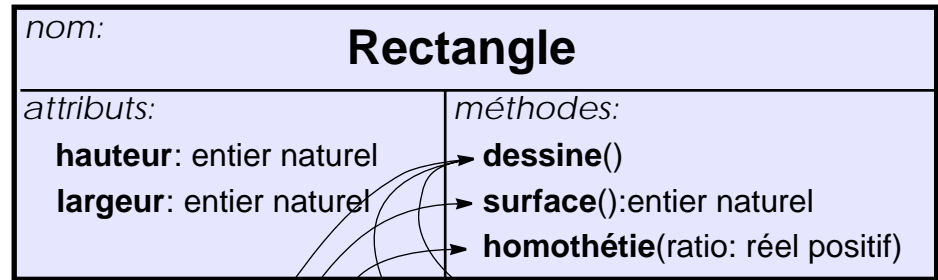 nom:
Rectangle
attributs:
hauteur: entier naturel
largeur: entier naturel
méthodes:
dessine()
surface():entier naturel
homothétie(ratio: réel positif)